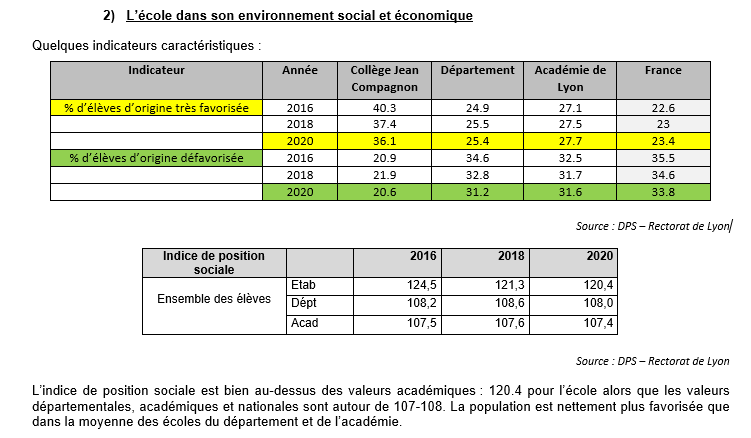 2) L'école dans son environnement social et économique
Quelques indicateurs caractéristiques :
Indicateur Année Collège Jean Compagnon Département Académie de Lyon France
% d'élèves d'origine très favorisée 2016 40.3 24.9 27.1 22.6
2018 37.4 25.5 27.5 23
2020 36.1 25.4 27.7 23.4
% d'élèves d'origine défavorisée 2016 20.9 34.6 32.5 35.5
2018 21.9 32.8 31.7 34.6
2020 20.6 31.2 31.6 33.8
Source : DPS – Rectorat de Lyon
Indice de position sociale 2016 2018 2020
Ensemble des élèves Etab 124,5 121,3 120,4
Dépt 108,2 108,6 108,0
Acad 107,5 107,6 107,4
Source : DPS – Rectorat de Lyon
L'indice de position sociale est bien au-dessus des valeurs académiques : 120.4 pour l'école alors que les valeurs
départementales, académiques et nationales sont autour de 107-108. La population est nettement plus favorisée que
dans la moyenne des écoles du département et de l'académie.